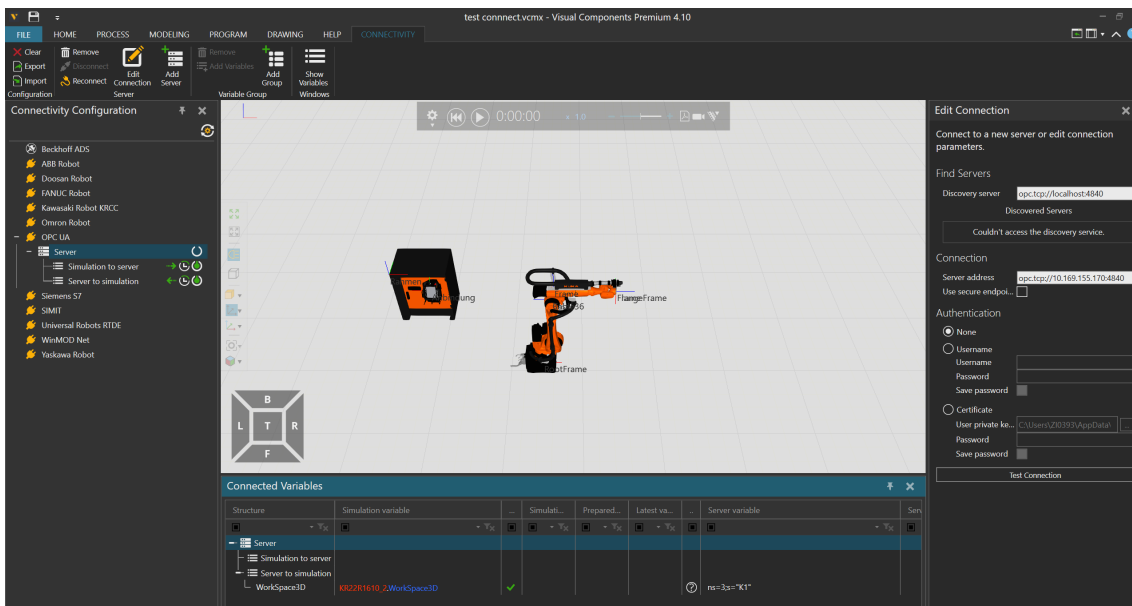 test connnect.vcmx - Visual Components Premium 4.10
FILE HOME PROCESS MODELING PROGRAM DRAWING HELP CONNECTIVITY
Clear
Export
Import
Configuration
Remove
Disconnect
Reconnect
Edit Connection
Add Server
Server
Remove
Add Variables
Add Group
Variable Group
Show Variables
Windows
Connectivity Configuration
Beckhoff ADS
ABB Robot
Doosan Robot
FANUC Robot
Kawasaki Robot KRCC
Omron Robot
OPC UA
Server
Simulation to server
Server to simulation
Siemens S7
SIMIT
Universal Robots RTDE
WinMOD Net
Yaskawa Robot
0:00:00 x 1.0
Frame
FlangeFrame
RootFrame
B
L T R
F
Connected Variables
Structure Simulation variable ... Simulati... Prepared... Latest va... .. Server variable Serv
Server
Simulation to server
Server to simulation
WorkSpace3D KR22R1610_2.WorkSpace3D ns=3;s="K1"
Edit Connection
Connect to a new server or edit connection
parameters.
Find Servers
Discovery server opc.tcp://localhost:4840
Discovered Servers
Couldn't access the discovery service.
Connection
Server address opc.tcp://10.169.155.170:4840
Use secure endpoi...
Authentication
None
Username
Username
Password
Save password
Certificate
User private ke... C:\Users\ZI0393\AppData\ ...
Password
Save password
Test Connection